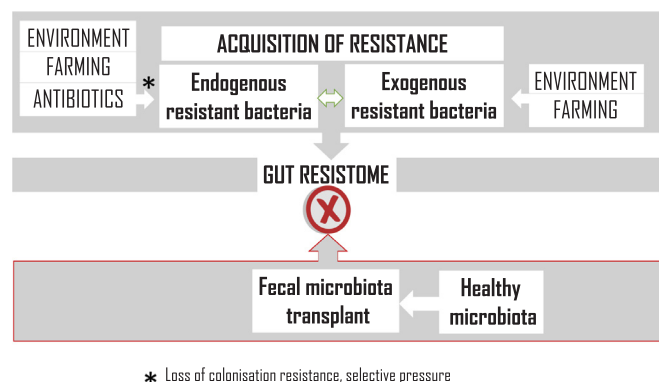 ENVIRONMENT
FARMING
ANTIBIOTICS
*
ACQUISITION OF RESISTANCE
Endogenous
resistant bacteria
Exogenous
resistant bacteria
ENVIRONMENT
FARMING
GUT RESISTOME
X
Fecal microbiota
transplant
Healthy
microbiota
* Loss of colonisation resistance, selective pressure